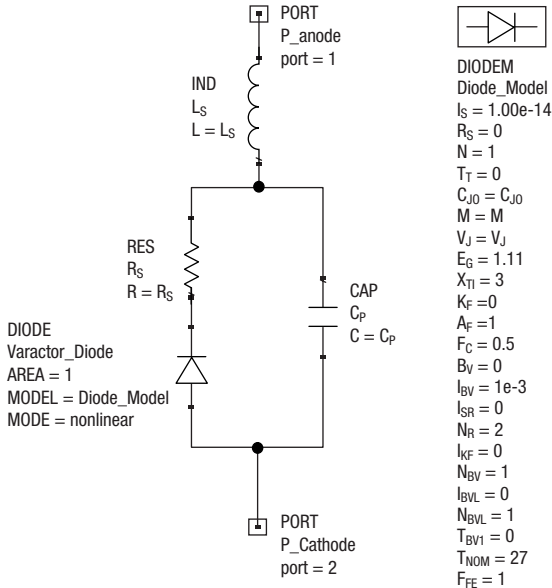 PORT
P_anode
port = 1
IND
LS
L = LS
RES
RS
R = RS
CAP
CP
C = CP
DIODE
Varactor_Diode
AREA = 1
MODEL = Diode_Model
MODE = nonlinear
PORT
P_Cathode
port = 2
DIODEM
Diode_Model
IS = 1.00e-14
RS = 0
N = 1
TT = 0
CJO = CJO
M = M
VJ = VJ
EG = 1.11
XTI = 3
KF =0
AF =1
FC = 0.5
BV = 0
IBV = 1e-3
ISR = 0
NR = 2
IKF = 0
NBV = 1
IBVL = 0
NBVL = 1
TBV1 = 0
TNOM = 27
FFE = 1